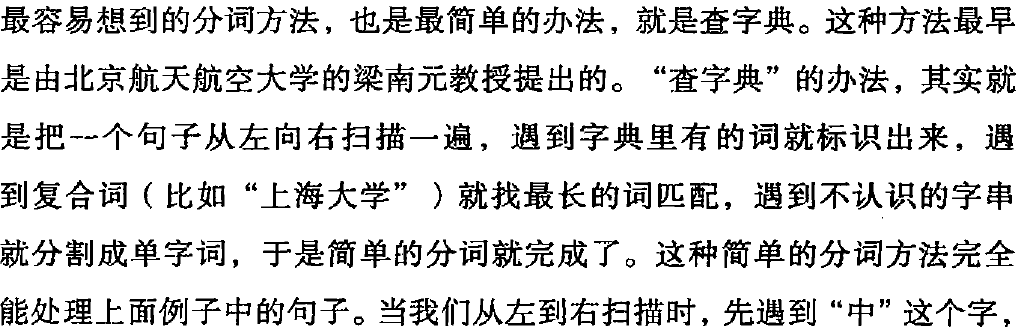 最容易想到的分词方法，也是最简单的办法，就是查字典。这种方法最早
是由北京航天航空大学的梁南元教授提出的。“查字典”的办法，其实就
是把一个句子从左向右扫描一遍，遇到字典里有的词就标识出来，遇
到复合词（比如“上海大学”）就找最长的词匹配，遇到不认识的字串
就分割成单字词，于是简单的分词就完成了。这种简单的分词方法完全
能处理上面例子中的句子。当我们从左到右扫描时，先遇到“中”这个字，